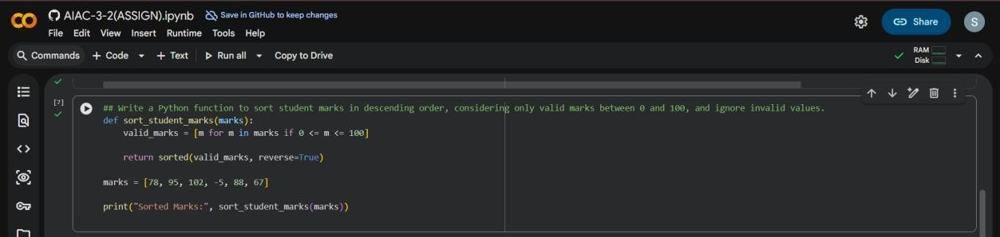 AIAC-3-2(ASSIGN).ipynb
Save in GitHub to keep changes
File Edit View Insert Runtime Tools Help
Share
S
Commands + Code + Text Run all Copy to Drive
RAM
Disk
[7]
## Write a Python function to sort student marks in descending order, considering only valid marks between 0 and 100, and ignore invalid values.
def sort_student_marks(marks):
    valid_marks = [m for m in marks if 0 <= m <= 100]
    return sorted(valid_marks, reverse=True)
marks = [78, 95, 102, -5, 88, 67]
print("Sorted Marks:", sort_student_marks(marks))